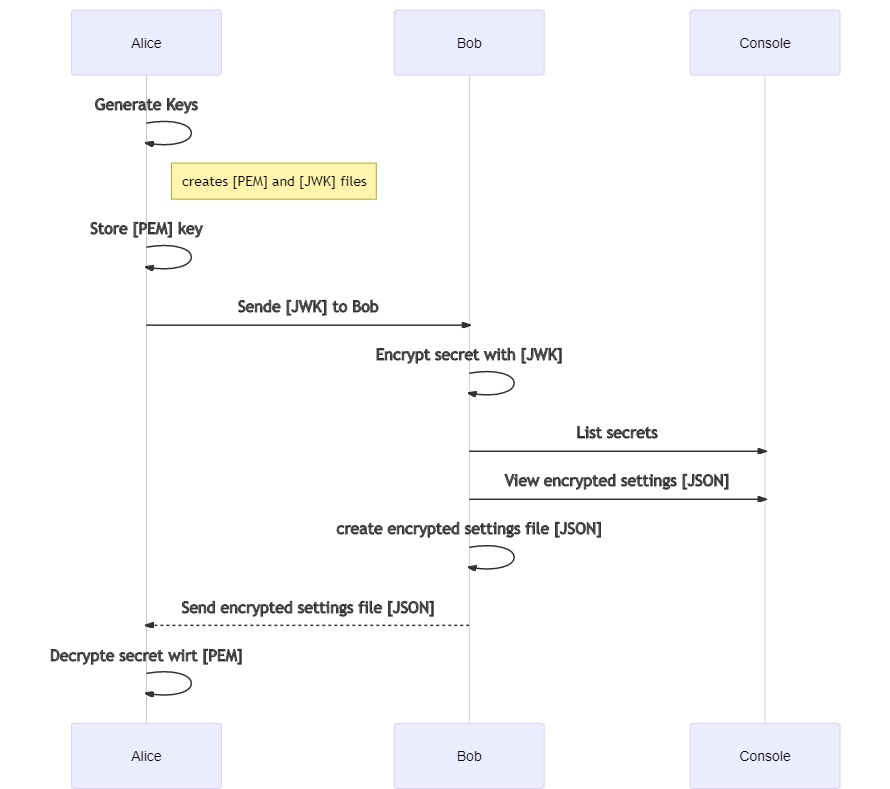 Alice
Bob
Console
Generate Keys
creates [PEM] and [JWK] files
Store [PEM] key
Sende [JWK] to Bob
Encrypt secret with [JWK]
List secrets
View encrypted settings [JSON]
create encrypted settings file [JSON]
Send encrypted settings file [JSON]
Decrypte secret wirt [PEM]
Alice
Bob
Console